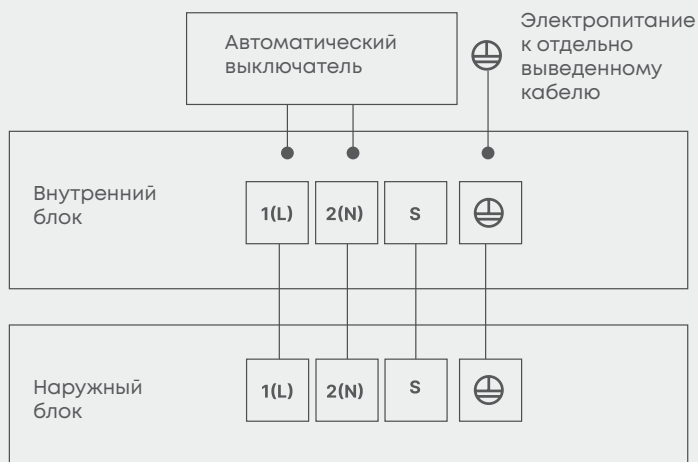 Автоматический
выключатель
Электропитание
к отдельно
выведенному
кабелю
Внутренний
блок
1(L) 2(N) S
Наружный
блок
1(L) 2(N) S